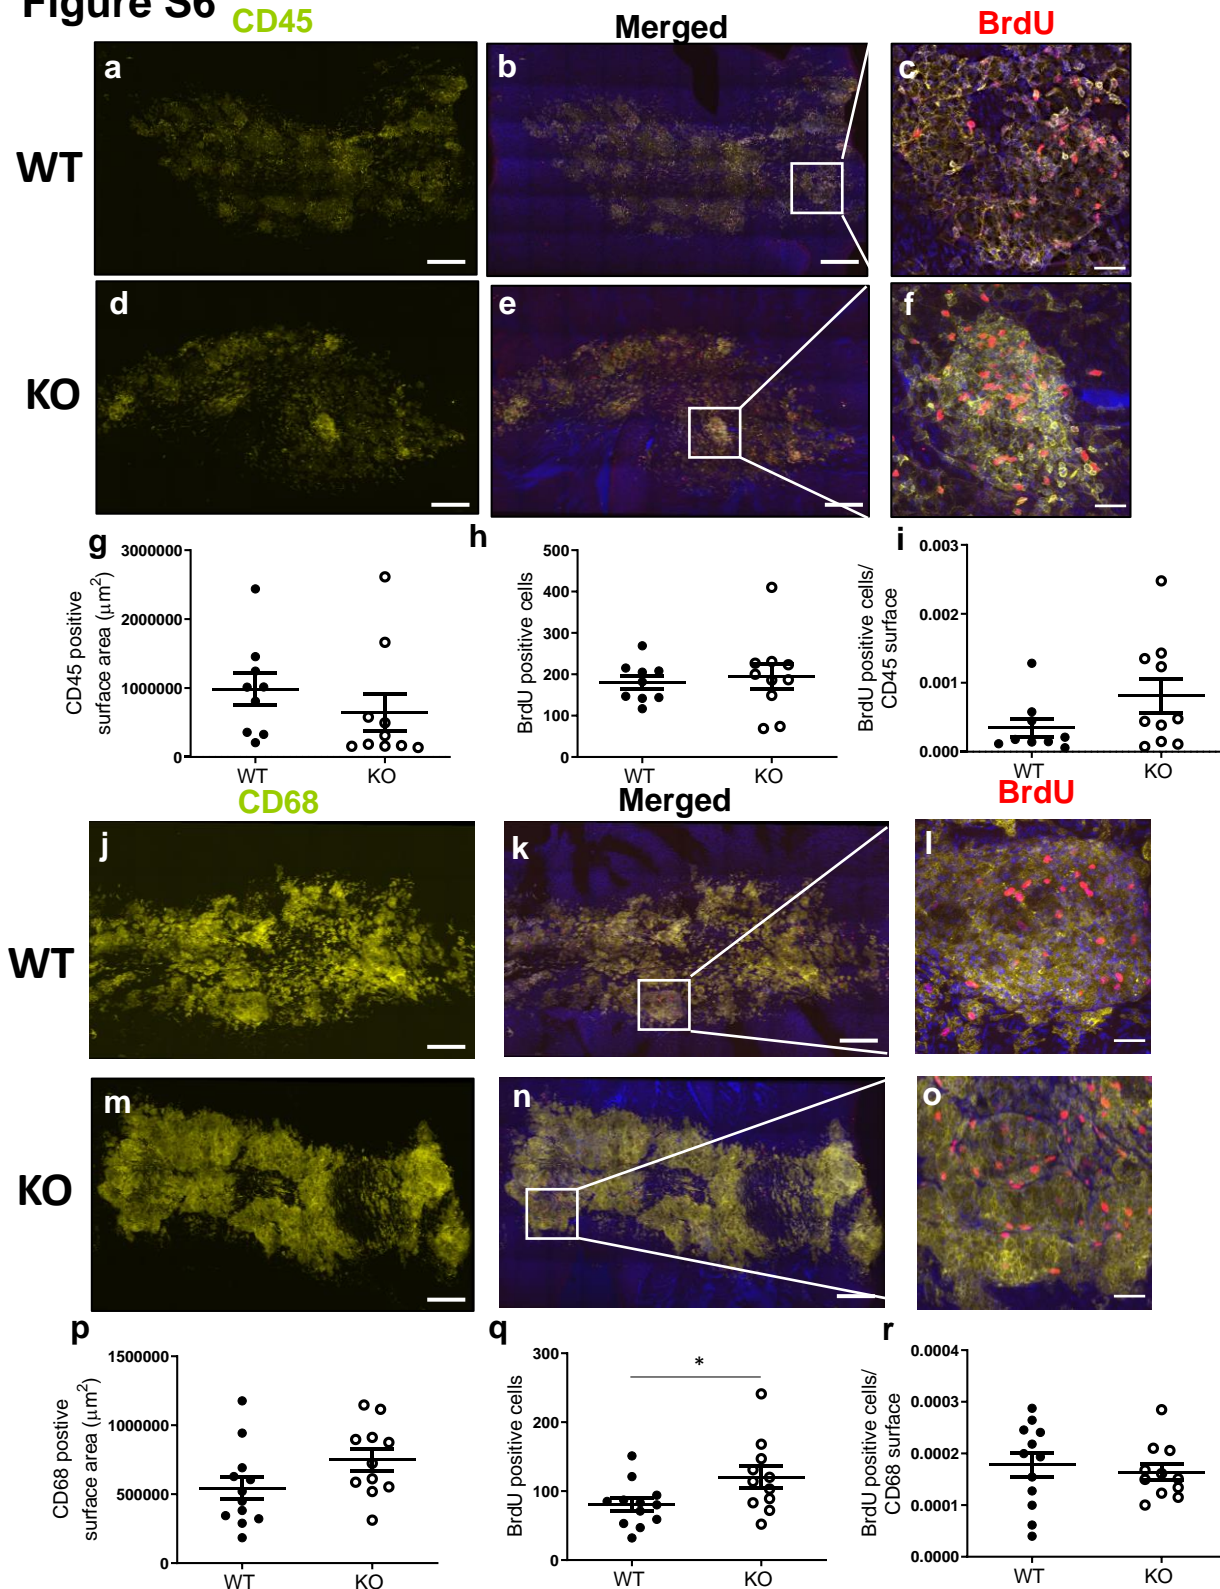 Figure S6
CD45
Merged
BrdU
WT
a
b
c
KO
d
e
f
g
CD45 positive
surface area (μm²)
3000000
2000000
1000000
0
WT
KO
h
BrdU positive cells
500
400
300
200
100
0
WT
KO
i
BrdU positive cells/
CD45 surface
0.003
0.002
0.001
0.000
WT
KO
CD68
Merged
BrdU
WT
j
k
l
KO
m
n
o
p
CD68 postive
surface area (μm²)
1500000
1000000
500000
0
WT
KO
q
BrdU positive cells
300
200
100
0
*
WT
KO
r
BrdU positive cells/
CD68 surface
0.0004
0.0003
0.0002
0.0001
0.0000
WT
KO